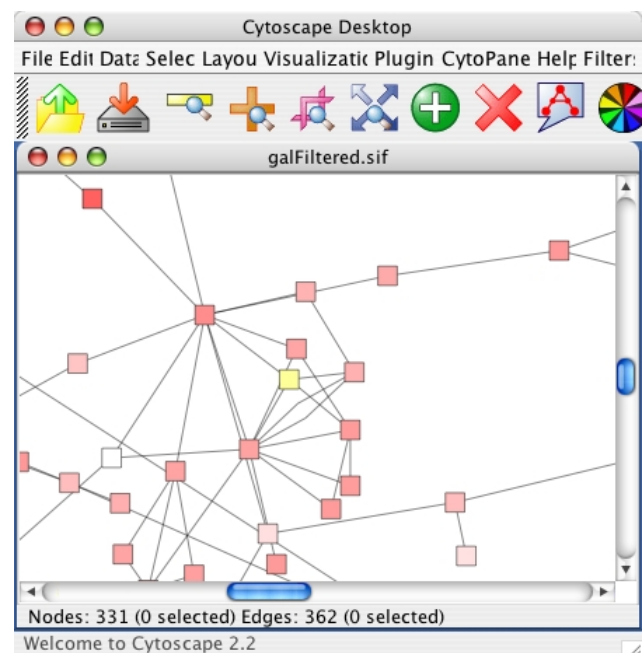 Cytoscape Desktop
File Edit Data Selec Layou Visualizatic Plugin CytoPane Help Filter:
galFiltered.sif
Nodes: 331 (0 selected) Edges: 362 (0 selected)
Welcome to Cytoscape 2.2